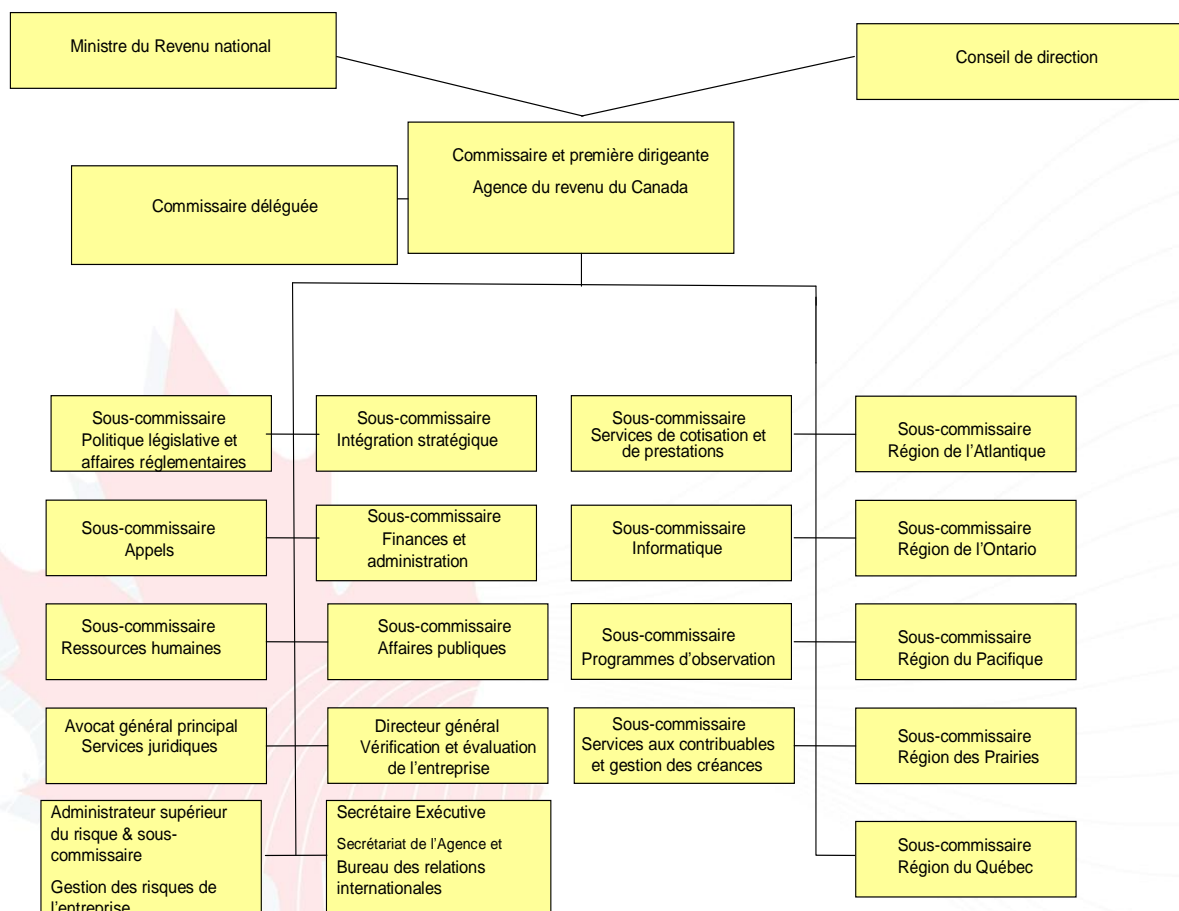 Ministre du Revenu national
Conseil de direction
Commissaire et première dirigeante
Agence du revenu du Canada
Commissaire déléguée
Sous-commissaire
Politique législative et
affaires réglementaires
Sous-commissaire
Intégration stratégique
Sous-commissaire
Services de cotisation et
de prestations
Sous-commissaire
Région de l'Atlantique
Sous-commissaire
Appels
Sous-commissaire
Finances et
administration
Sous-commissaire
Informatique
Sous-commissaire
Région de l'Ontario
Sous-commissaire
Ressources humaines
Sous-commissaire
Affaires publiques
Sous-commissaire
Programmes d'observation
Sous-commissaire
Région du Pacifique
Avocat général principal
Services juridiques
Directeur général
Vérification et évaluation
de l'entreprise
Sous-commissaire
Services aux contribuables
et gestion des créances
Sous-commissaire
Région des Prairies
Administrateur supérieur
du risque & sous-
commissaire
Gestion des risques de
l'entreprise
Secrétaire Exécutive
Secrétariat de l'Agence et
Bureau des relations
internationales
Sous-commissaire
Région du Québec